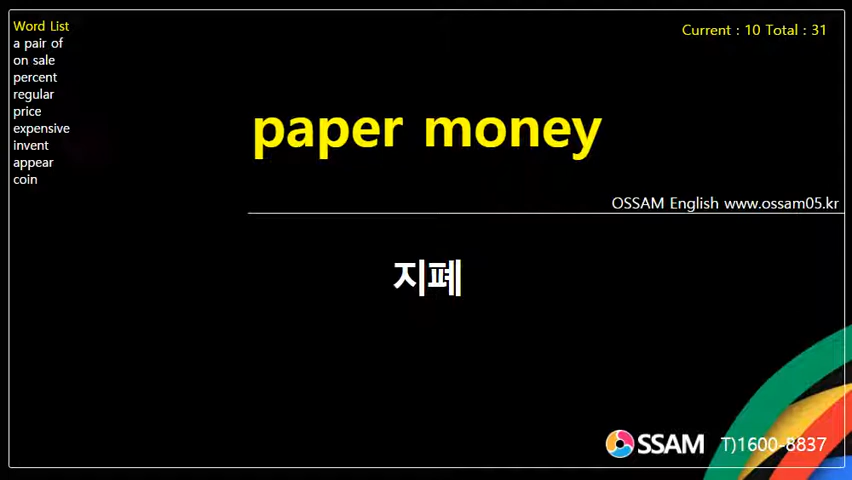 Word List
a pair of
on sale
percent
regular
price
expensive
invent
appear
coin
Current : 10 Total : 31
paper money
OSSAM English www.ossam05.kr
지폐
OSSAM T)1600-8837